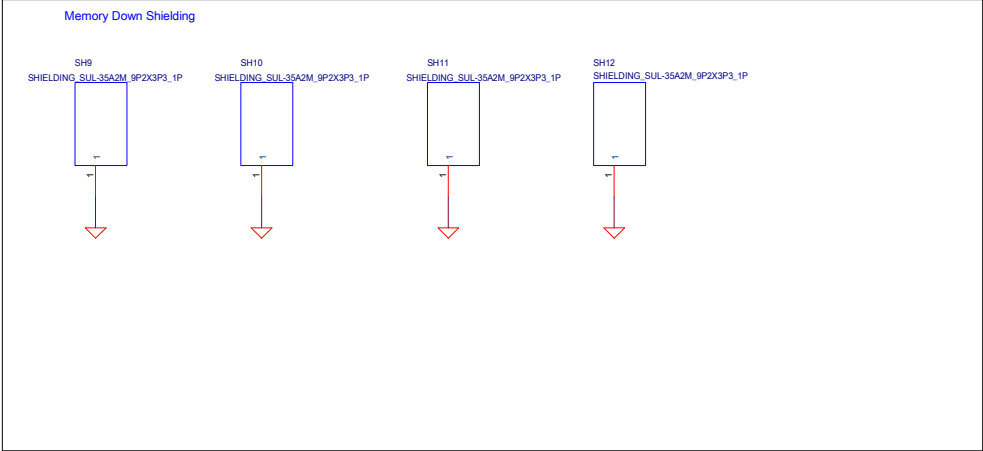 Memory Down Shielding
SH9
SHIELDING_SUL-35A2M_9P2X3P3_1P
1
1
SH10
SHIELDING_SUL-35A2M_9P2X3P3_1P
1
1
SH11
SHIELDING_SUL-35A2M_9P2X3P3_1P
1
1
SH12
SHIELDING_SUL-35A2M_9P2X3P3_1P
1
1